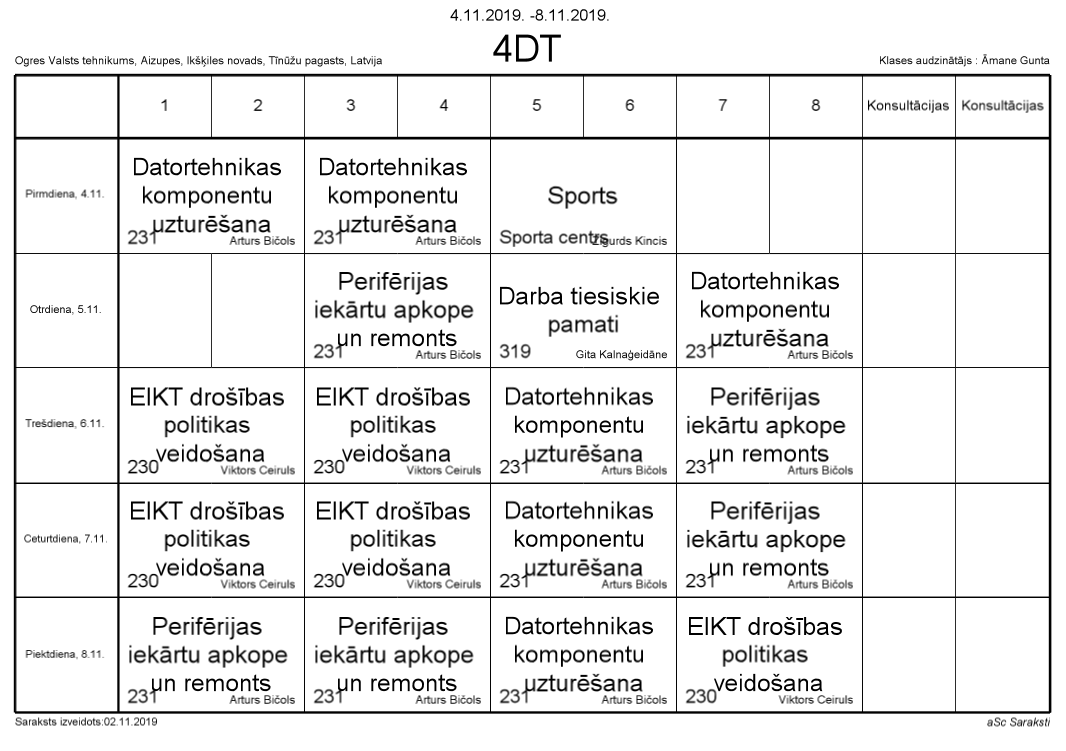 4.11.2019. -8.11.2019.
4DT
Ogres Valsts tehnikums, Aizupes, Ikšķiles novads, Tīnūžu pagasts, Latvija
Klases audzinātājs : Āmane Gunta
1 2 3 4 5 6 7 8 Konsultācijas Konsultācijas
Pirmdiena, 4.11.
Datortehnikas
komponentu
uzturēšana
231 Arturs Bičols
Datortehnikas
komponentu
uzturēšana
231 Arturs Bičols
Sports
Sporta centrs Zigurds Kincis
Otrdiena, 5.11.
Perifērijas
iekārtu apkope
un remonts
231 Arturs Bičols
Darba tiesiskie
pamati
319 Gita Kalnaģeidāne
Datortehnikas
komponentu
uzturēšana
231 Arturs Bičols
Trešdiena, 6.11.
EIKT drošības
politikas
veidošana
230 Viktors Ceiruls
EIKT drošības
politikas
veidošana
230 Viktors Ceiruls
Datortehnikas
komponentu
uzturēšana
231 Arturs Bičols
Perifērijas
iekārtu apkope
un remonts
231 Arturs Bičols
Ceturtdiena, 7.11.
EIKT drošības
politikas
veidošana
230 Viktors Ceiruls
EIKT drošības
politikas
veidošana
230 Viktors Ceiruls
Datortehnikas
komponentu
uzturēšana
231 Arturs Bičols
Perifērijas
iekārtu apkope
un remonts
231 Arturs Bičols
Piektdiena, 8.11.
Perifērijas
iekārtu apkope
un remonts
231 Arturs Bičols
Perifērijas
iekārtu apkope
un remonts
231 Arturs Bičols
Datortehnikas
komponentu
uzturēšana
231 Arturs Bičols
EIKT drošības
politikas
veidošana
230 Viktors Ceiruls
Saraksts izveidots:02.11.2019
aSc Saraksti